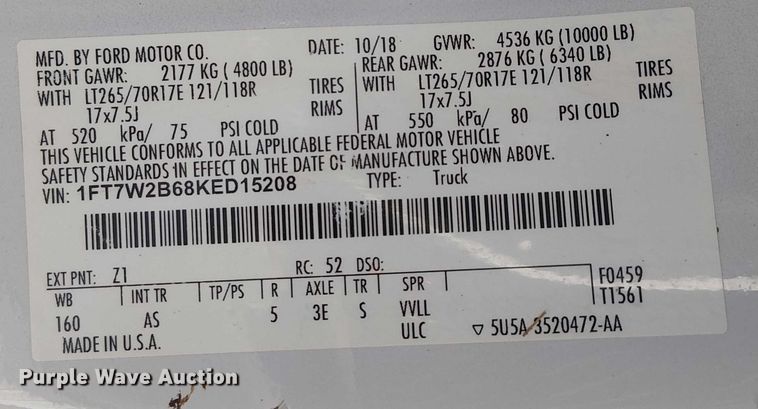 MFD. BY FORD MOTOR CO. DATE: 10/18 GVWR: 4536 KG (10000 LB)
FRONT GAWR: 2177 KG ( 4800 LB) REAR GAWR: 2876 KG ( 6340 LB)
WITH LT265/70R17E 121/118R TIRES WITH LT265/70R17E 121/118R TIRES
17x7.5J RIMS 17x7.5J RIMS
AT 520 kPa/ 75 PSI COLD AT 550 kPa/ 80 PSI COLD
THIS VEHICLE CONFORMS TO ALL APPLICABLE FEDERAL MOTOR VEHICLE
SAFETY STANDARDS IN EFFECT ON THE DATE OF MANUFACTURE SHOWN ABOVE.
VIN: 1FT7W2B68KED15208 TYPE: Truck
EXT PNT: Z1 RC: 52 DSO: F0459
WB INT TR TP/PS R AXLE TR SPR T1561
160 AS 5 3E S VVLL
ULC ▽ 5U5A-3520472-AA
MADE IN U.S.A.
Purple Wave Auction